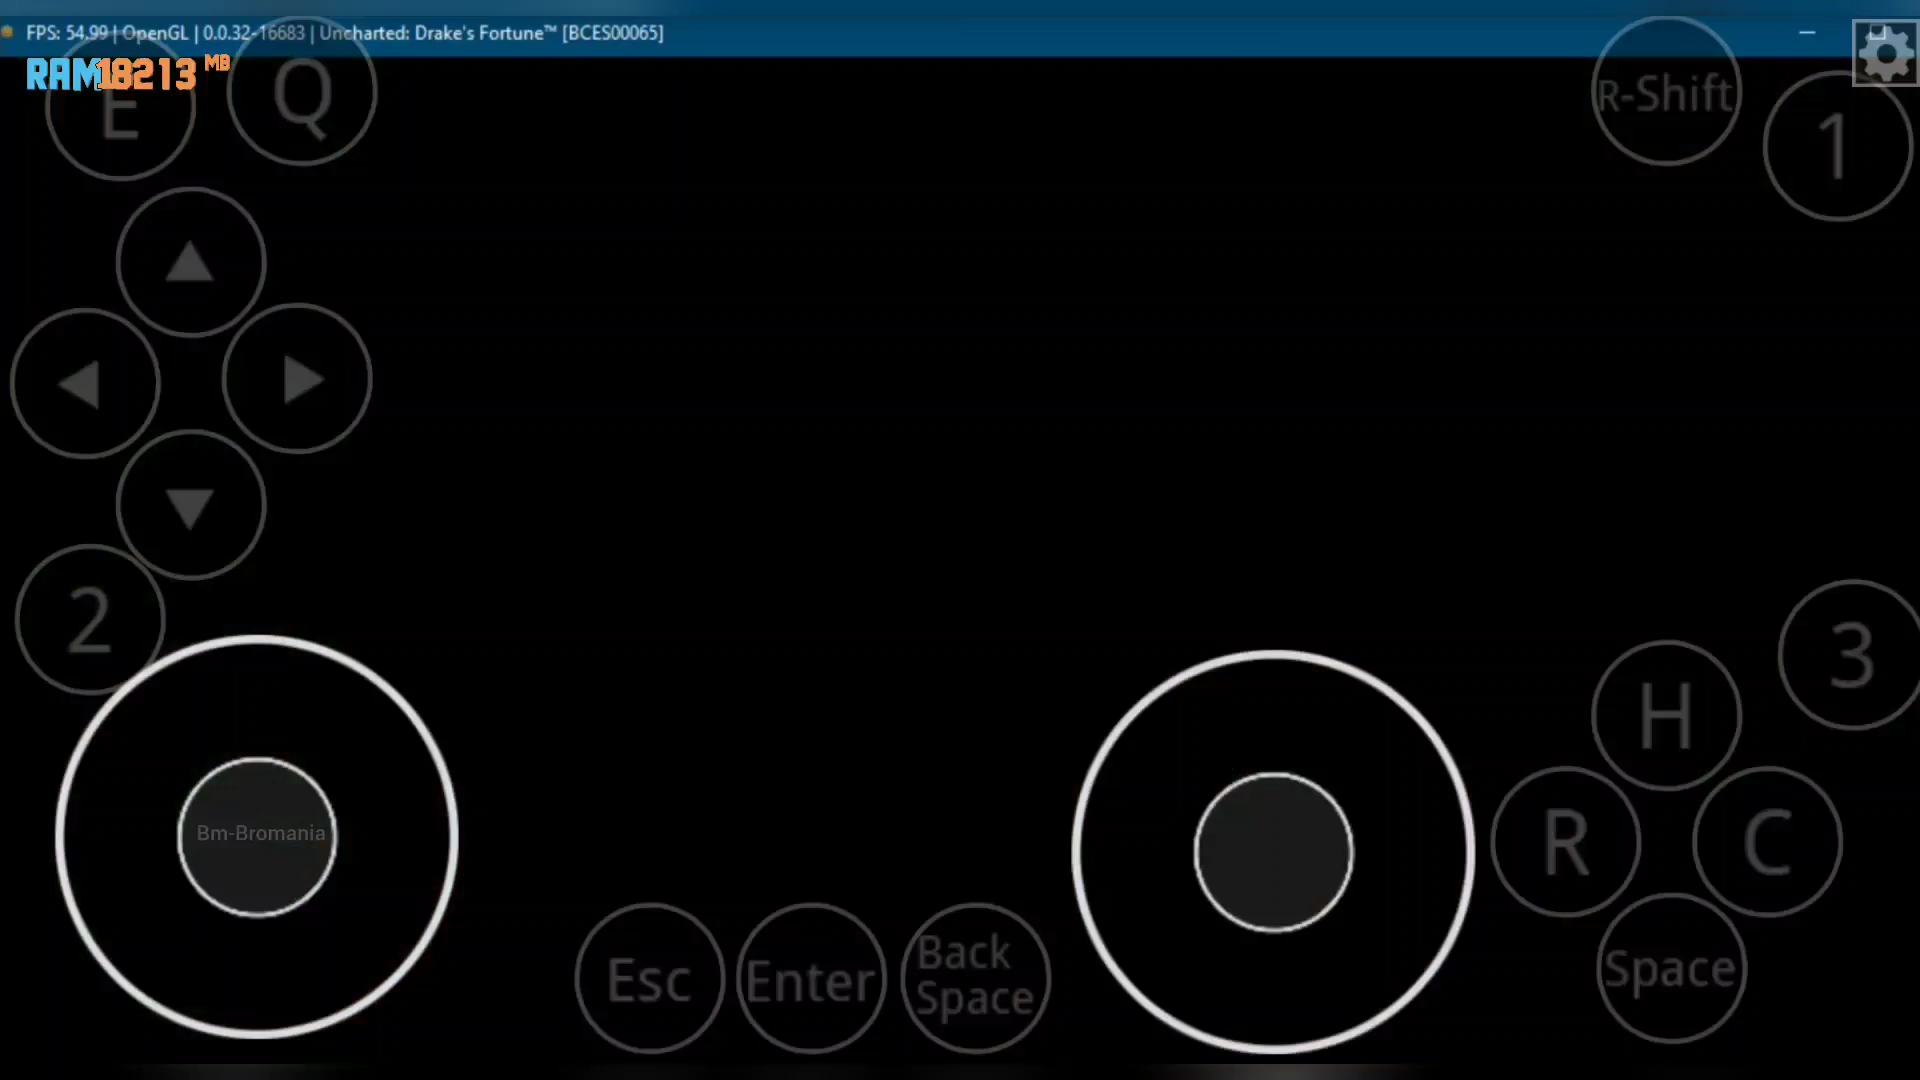 FPS: 54.99 | OpenGL | 0.0.32-16683 | Uncharted: Drake's Fortune™ [BCES00065]
RAM 18213 MB
E
Q
R-Shift
1
2
3
H
Bm-Bromania
R
C
Esc
Enter
Back
Space
Space